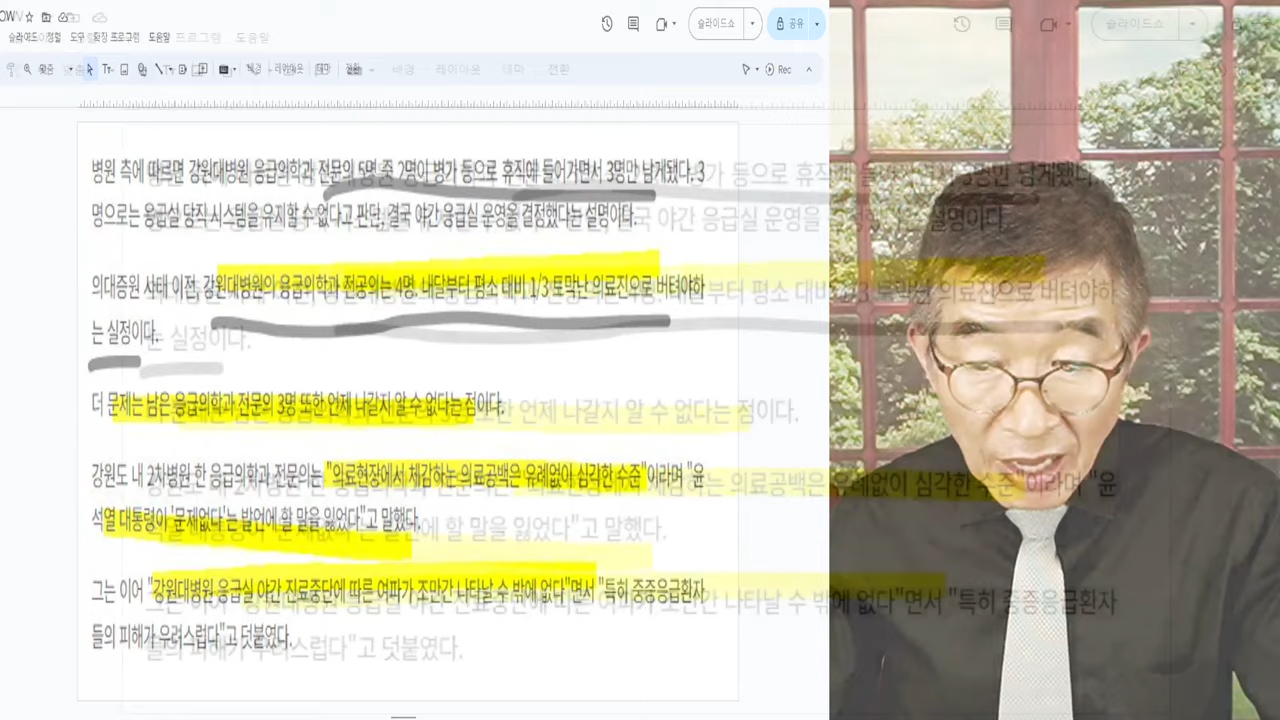 슬라이드쇼
공유
Rec
병원 측에 따르면 강원대병원 응급의학과 전문의 5명 중 2명이 병가 등으로 휴직에 들어가면서 3명만 남게됐다. 3
명으로는 응급실 당직 시스템을 유지할 수 없다고 판단, 결국 야간 응급실 운영을 결정했다는 설명이다.
의대증원 사태 이전, 강원대병원의 응급의학과 전공의는 4명. 내달부터 평소 대비 1/3 토막난 의료진으로 버텨야하
는 실정이다.
더 문제는 남은 응급의학과 전문의 3명 또한 언제 나갈지 알 수 없다는 점이다.
강원도 내 2차병원 한 응급의학과 전문의는 "의료현장에서 체감하는 의료공백은 유례없이 심각한 수준"이라며 "윤
석열 대통령이 '문제없다'는 발언에 할 말을 잃었다"고 말했다.
그는 이어 "강원대병원 응급실 야간 진료중단에 따른 여파가 조만간 나타날 수 밖에 없다"면서 "특히 중증응급환자
들의 피해가 우려스럽다"고 덧붙였다.